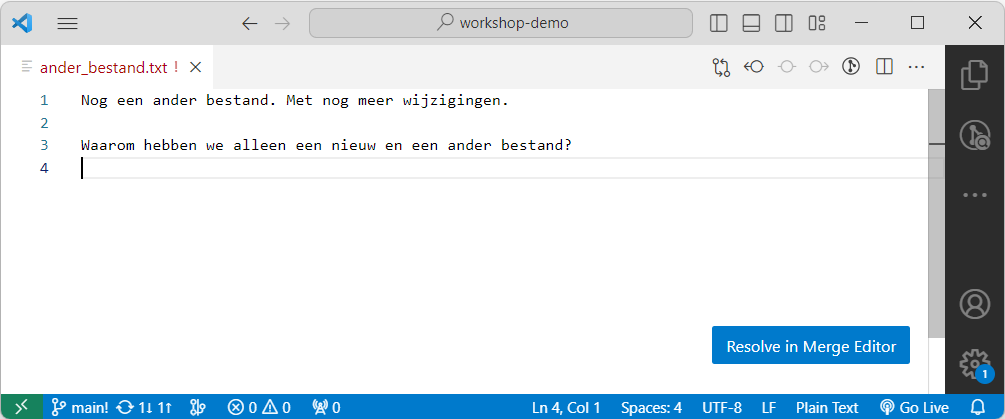 workshop-demo
ander_bestand.txt !
1 Nog een ander bestand. Met nog meer wijzigingen.
2
3 Waarom hebben we alleen een nieuw en een ander bestand?
4
Resolve in Merge Editor
1
main! 1↓ 1↑ 0 0 0 Ln 4, Col 1 Spaces: 4 UTF-8 LF Plain Text Go Live